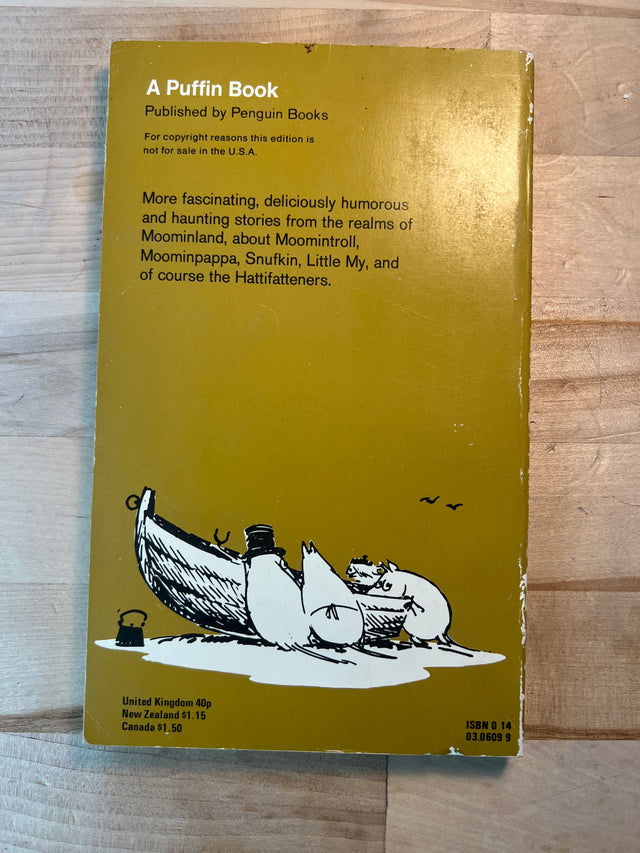 A Puffin Book
Published by Penguin Books
For copyright reasons this edition is
not for sale in the U.S.A.
More fascinating, deliciously humorous
and haunting stories from the realms of
Moominland, about Moomintroll,
Moominpappa, Snufkin, Little My, and
of course the Hattifatteners.
United Kingdom 40p
New Zealand $1.15
Canada $1.50
ISBN 0 14
03.0609 9